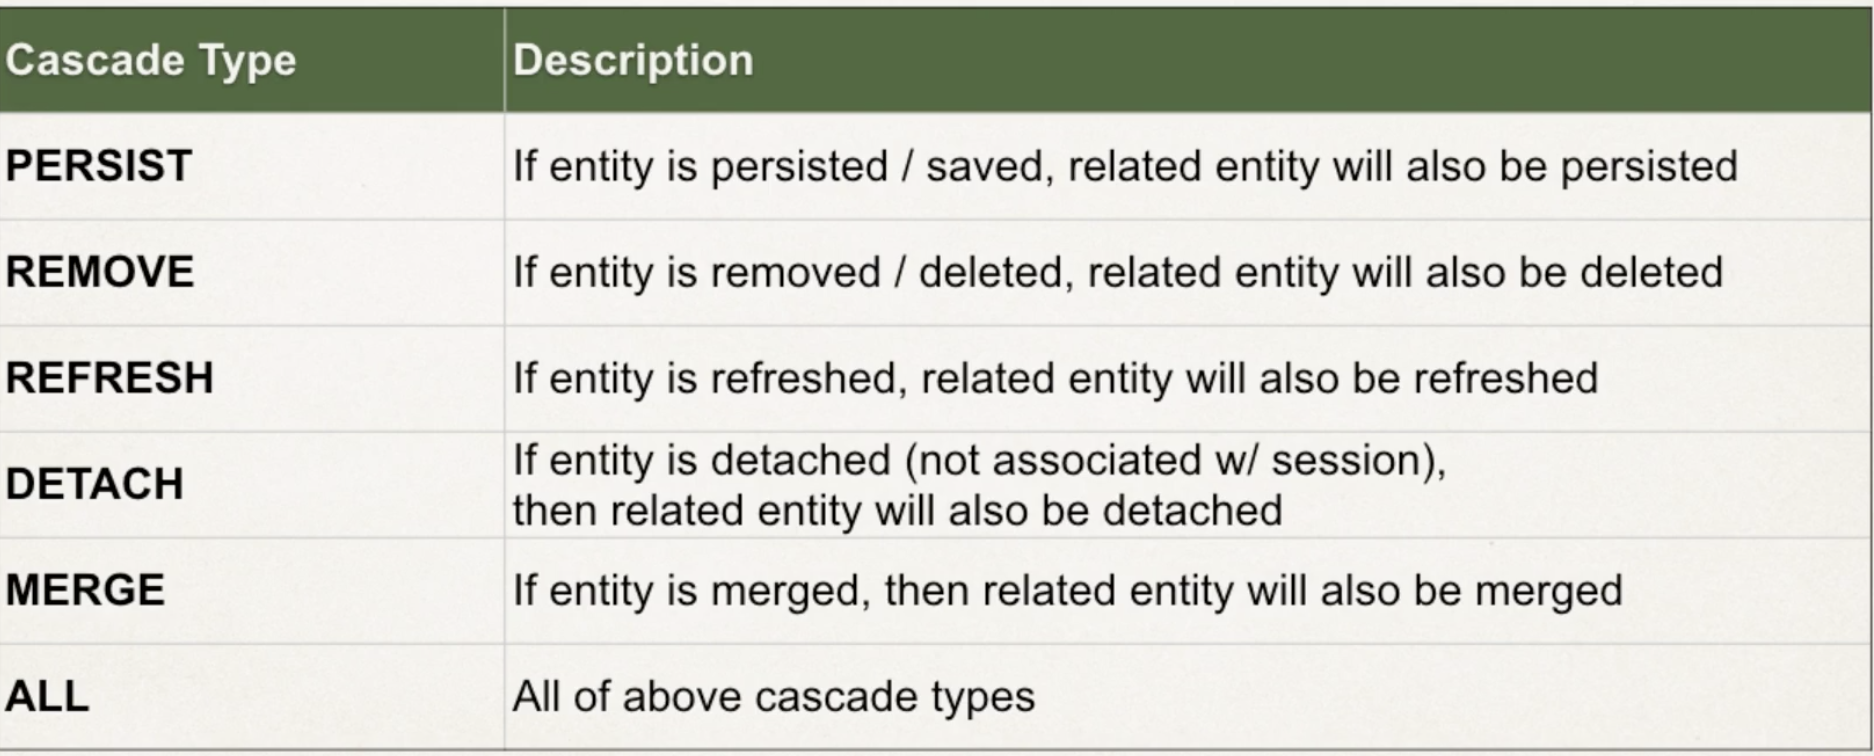 Cascade Type Description
PERSIST If entity is persisted / saved, related entity will also be persisted
REMOVE If entity is removed / deleted, related entity will also be deleted
REFRESH If entity is refreshed, related entity will also be refreshed
DETACH If entity is detached (not associated w/ session),
then related entity will also be detached
MERGE If entity is merged, then related entity will also be merged
ALL All of above cascade types